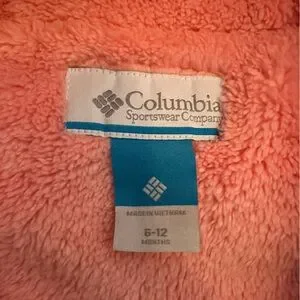 Columbia
Sportswear Company
MADE IN VIETNAM
6-12
MONTHS